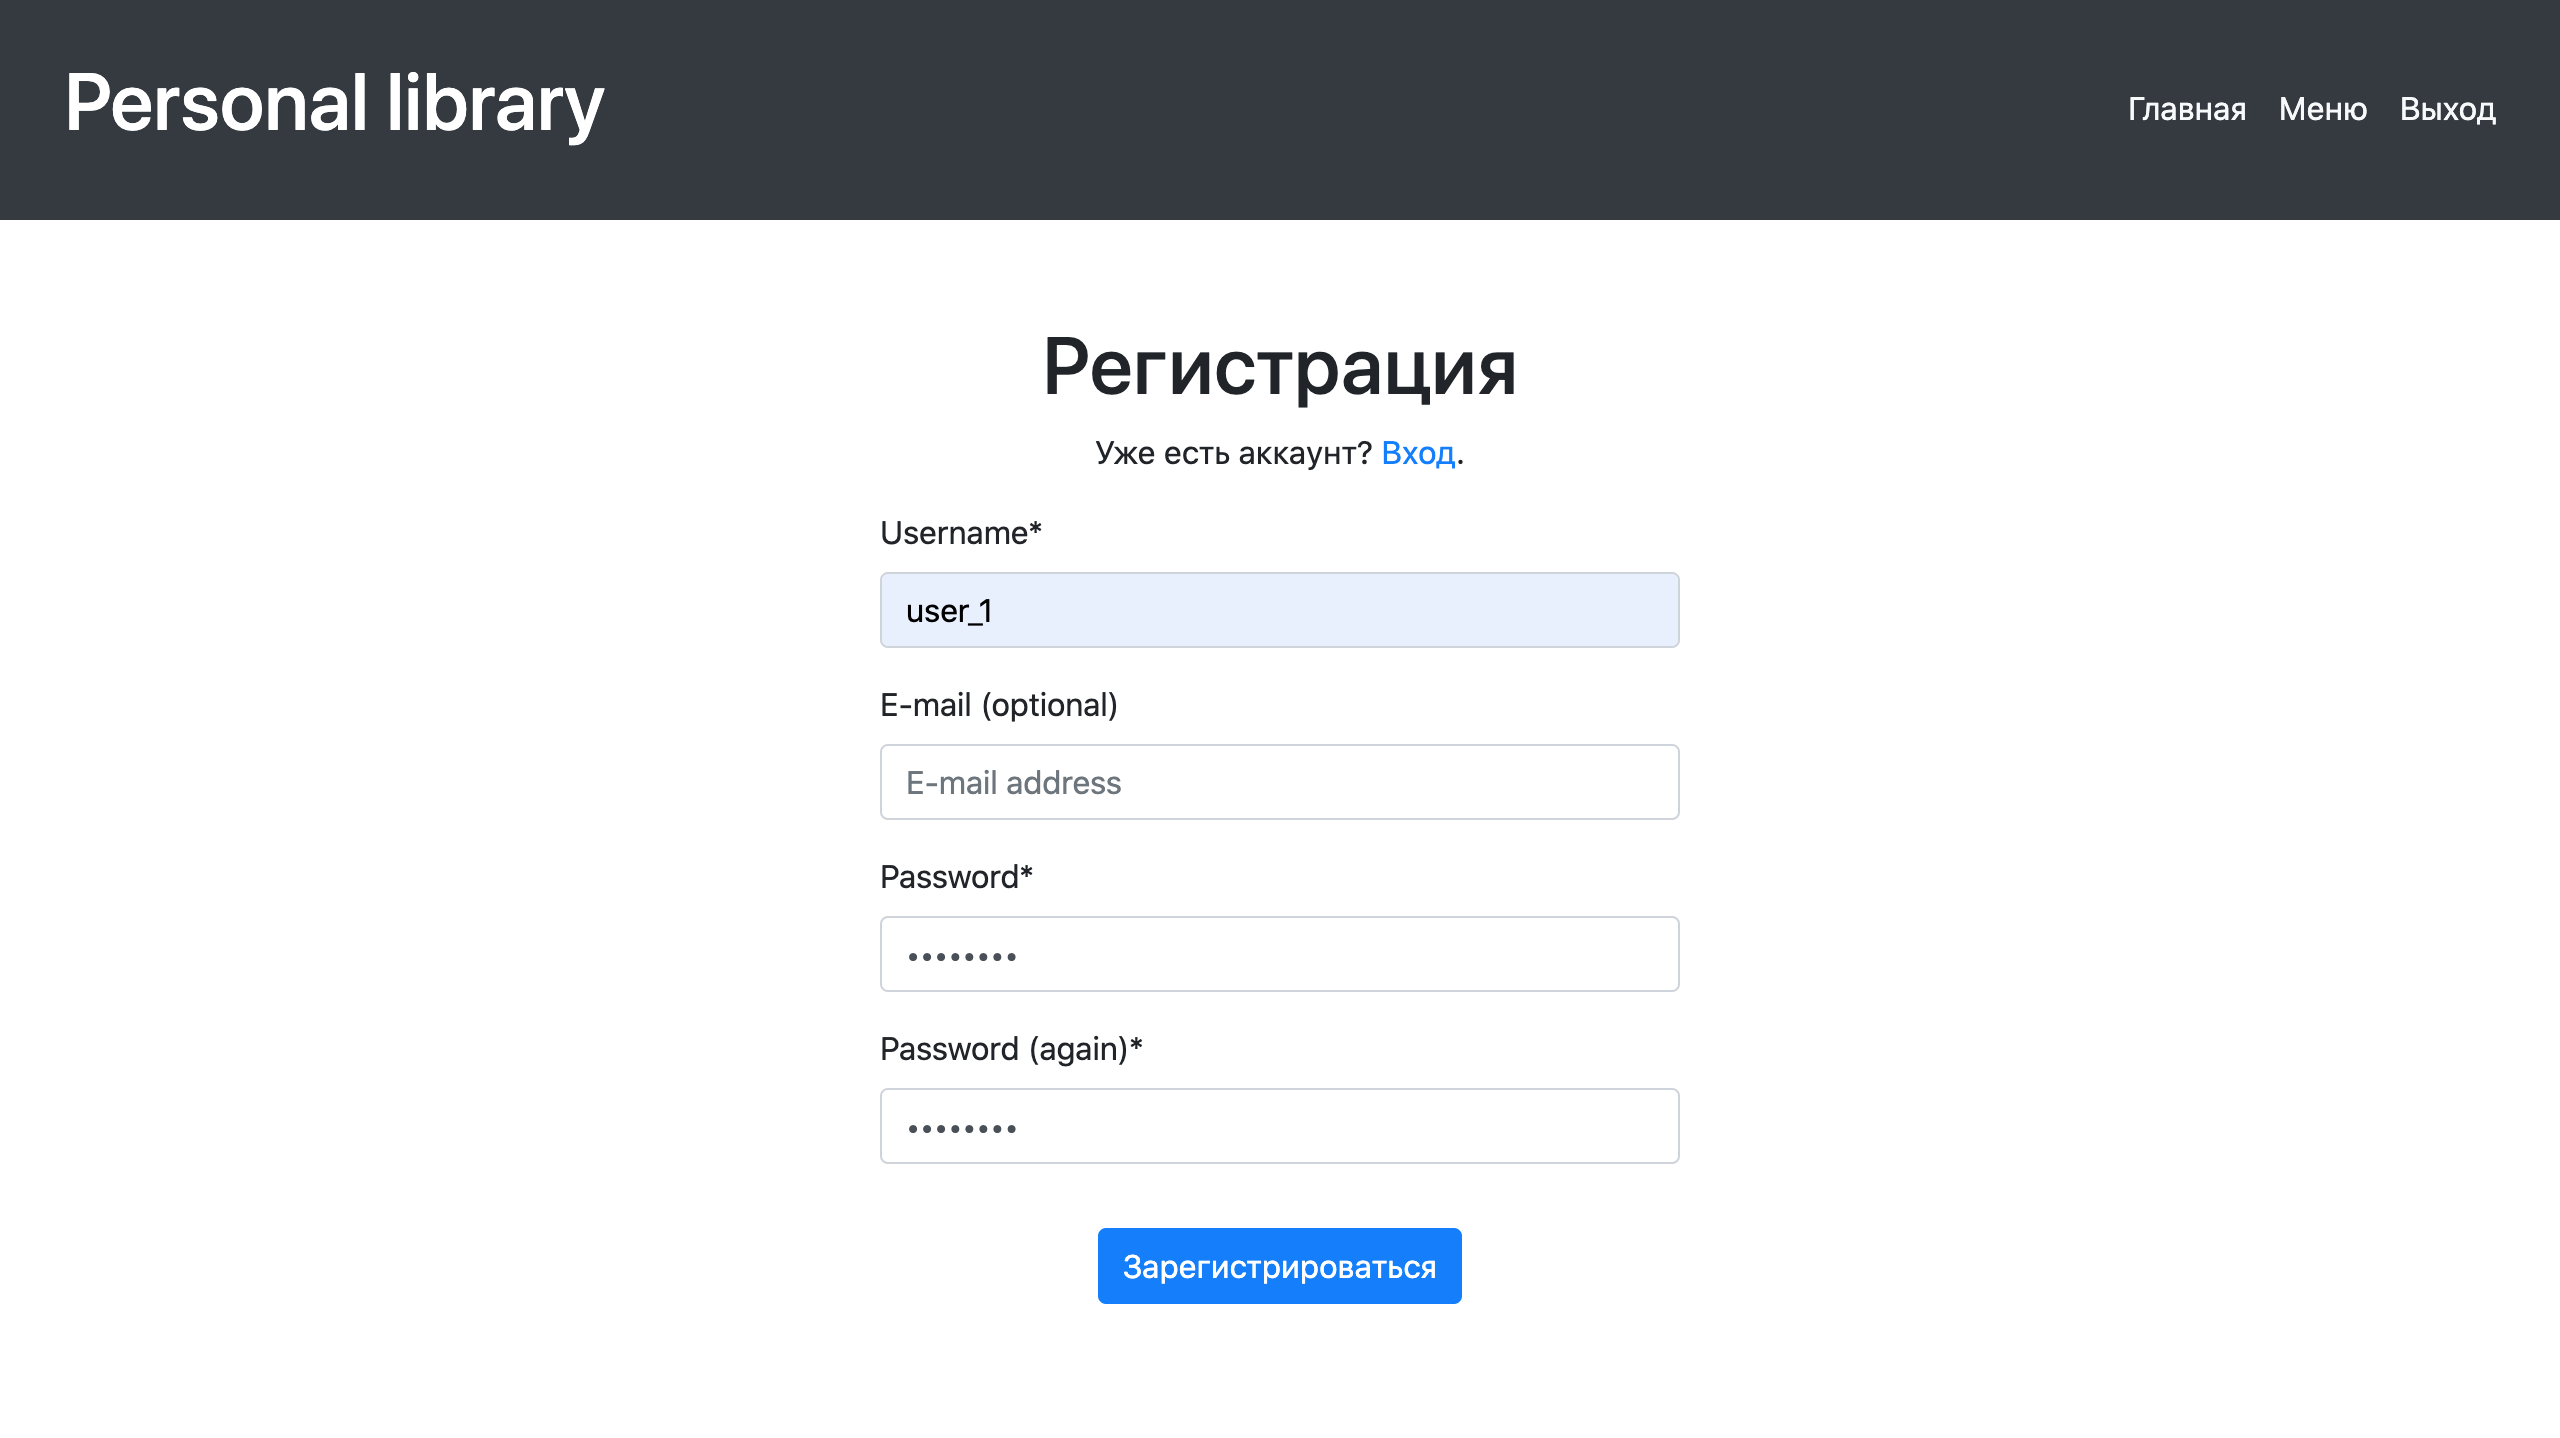 Personal library
Главная Меню Выход
Регистрация
Уже есть аккаунт? Вход.
Username*
user_1
E-mail (optional)
E-mail address
Password*
••••••••
Password (again)*
••••••••
Зарегистрироваться